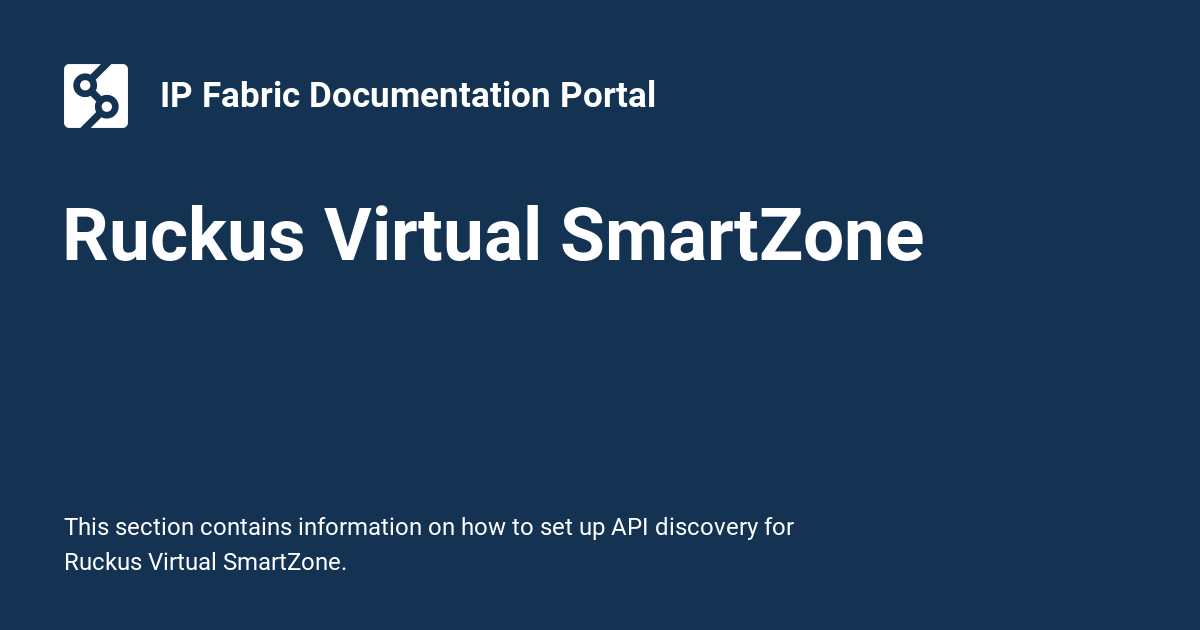 IP Fabric Documentation Portal
Ruckus Virtual SmartZone
This section contains information on how to set up API discovery for
Ruckus Virtual SmartZone.